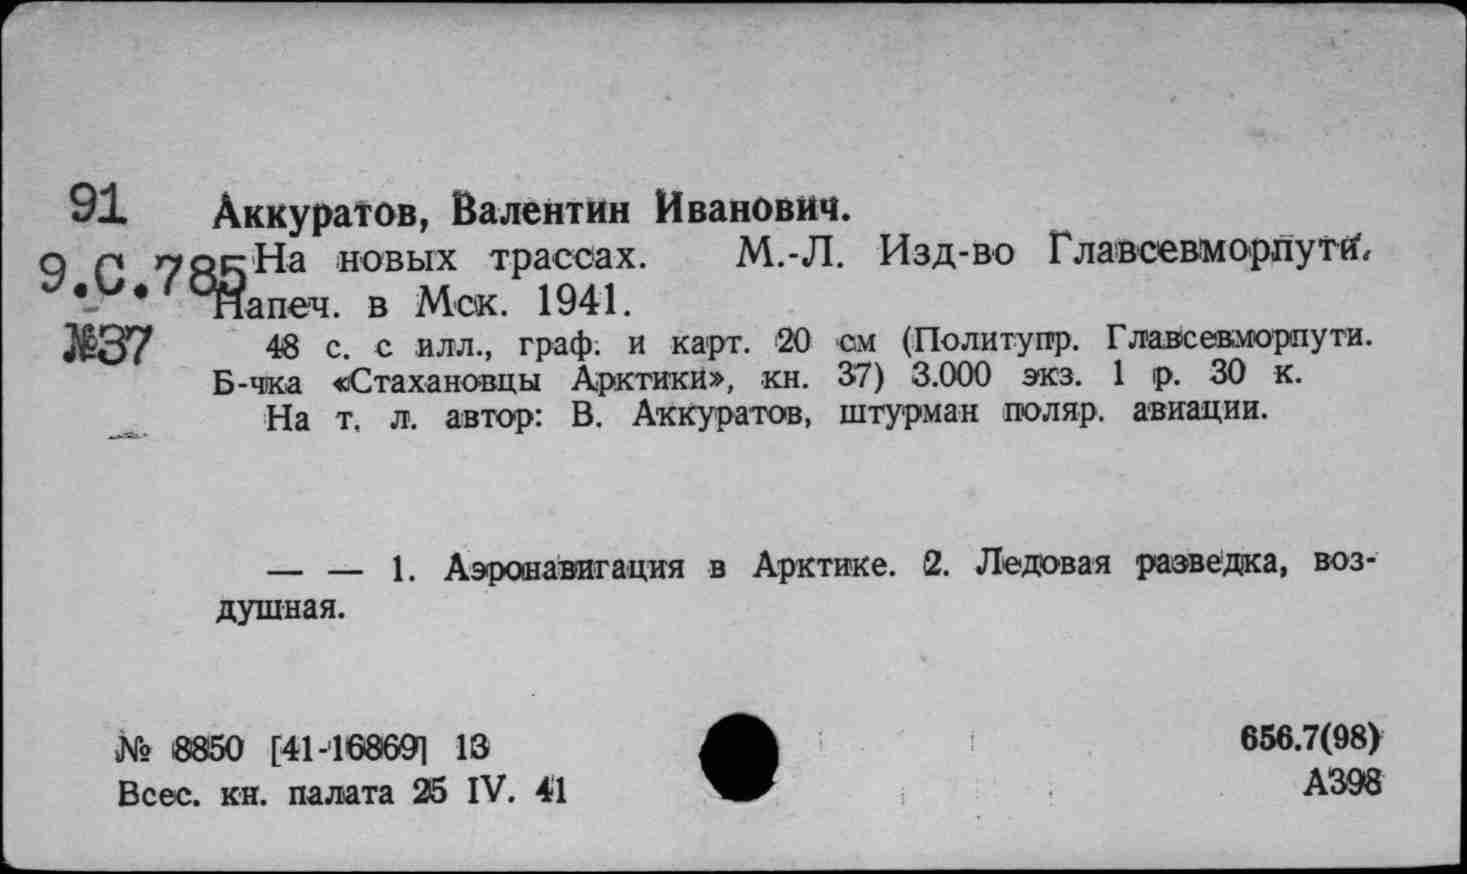 91 Аккуратов, Валентин Иванович.
9.С.785 На новых трассах. М.-Л. Изд-во Главсевморпути,
Напеч. в Мск. 1941.
№37 48 с. с илл., граф. и карт. 20 см (Политупр. Главсевморпути.
Б-чка «Стахановцы Арктики», кн. 37) 3.000 экз. 1 р. 30 к.
На т. л. автор: В. Аккуратов, штурман поляр. авиации.
— — 1. Аэронавигация в Арктике. 2. Ледовая разведка, воз-
душная.
№ 8850 [41-16869] 13 656.7(98)
Всес. кн. палата 25 IV. 41 А398